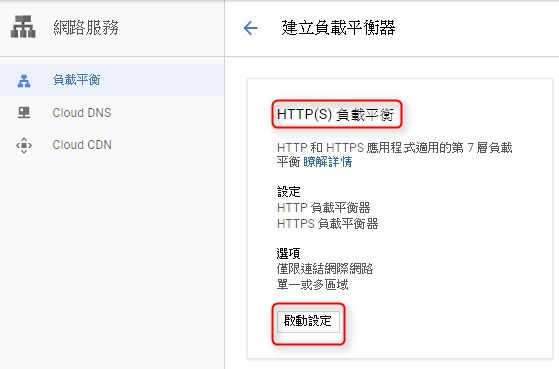 網路服務
負載平衡
Cloud DNS
Cloud CDN
建立負載平衡器
HTTP(S) 負載平衡
HTTP 和 HTTPS 應用程式適用的第 7 層負載
平衡 瞭解詳情
設定
HTTP 負載平衡器
HTTPS 負載平衡器
選項
僅限連結網際網路
單一或多區域
啟動設定